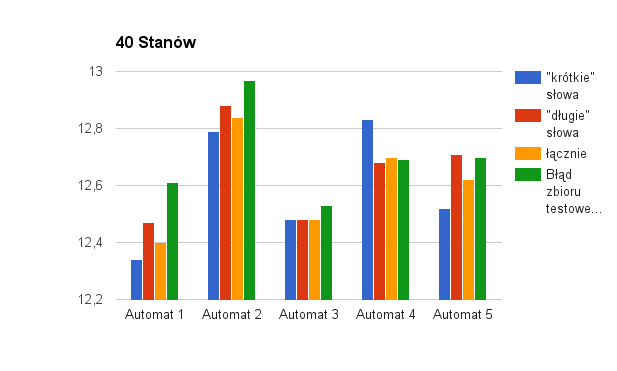 40 Stanów
13
12,8
12,6
12,4
12,2
Automat 1
Automat 2
Automat 3
Automat 4
Automat 5
"krótkie"
słowa
"długie"
słowa
łącznie
Błąd
zbioru
testowe...